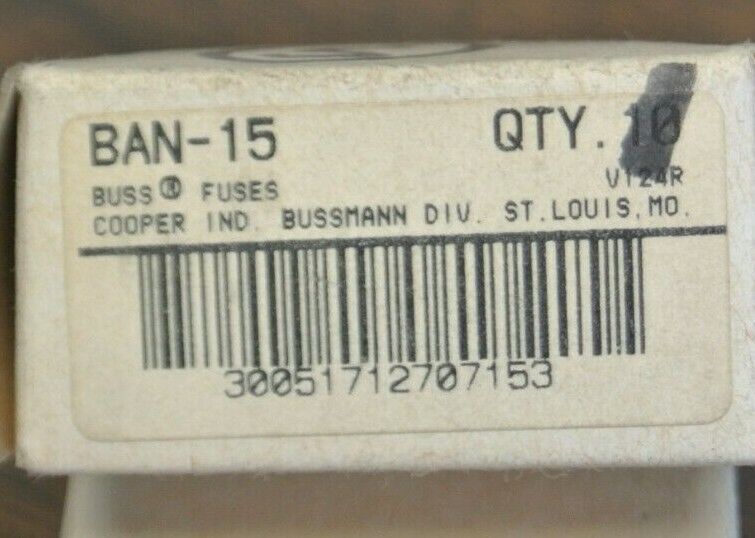 BAN-15 QTY. 10
V124R
BUSS® FUSES
COOPER IND. BUSSMANN DIV. ST.LOUIS,MO.
30051712707153